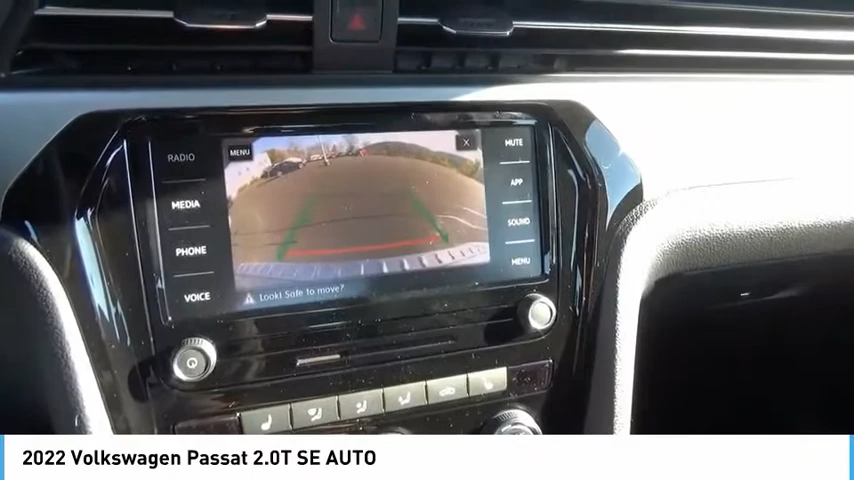 RADIO
MENU
X
MUTE
MEDIA
APP
PHONE
SOUND
VOICE
Look! Safe to move?
MENU
2022 Volkswagen Passat 2.0T SE AUTO